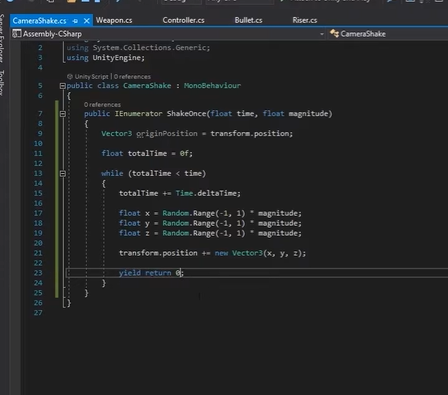 CameraShake.cs Weapon.cs Controller.cs Bullet.cs Riser.cs
Assembly-CSharp CameraShake
2 using System.Collections.Generic;
3 using UnityEngine;
4
Unity Script | 0 references
5 public class CameraShake : MonoBehaviour
6 {
0 references
7 public IEnumerator ShakeOnce(float time, float magnitude)
8 {
9 Vector3 originPosition = transform.position;
10
11 float totalTime = 0f;
12
13 while (totalTime < time)
14 {
15 totalTime += Time.deltaTime;
16
17 float x = Random.Range(-1, 1) * magnitude;
18 float y = Random.Range(-1, 1) * magnitude;
19 float z = Random.Range(-1, 1) * magnitude;
20
21 transform.position += new Vector3(x, y, z);
22
23 yield return 0;
24 }
25 }
26 }
27
Server Explorer
Toolbox